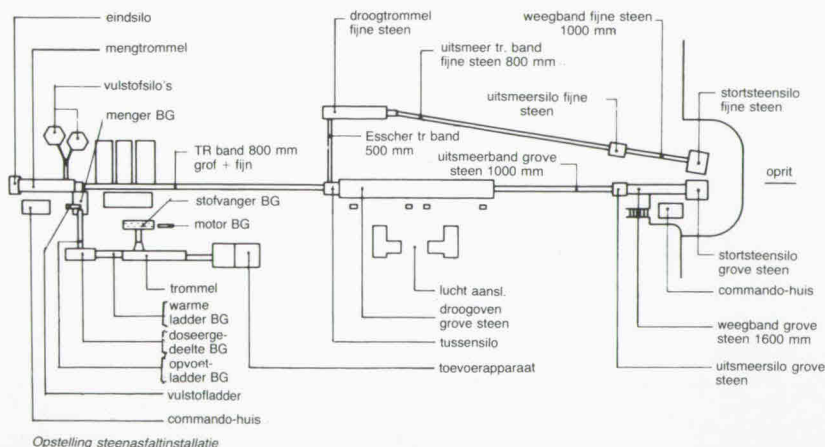 eindsilo
mengtrommel
vulstofsilo's
menger BG
droogtrommel
fijne steen
uitsmeer tr. band
fijne steen 800 mm
weegband fijne steen
1000 mm
uitsmeersilo fijne
steen
stortsteensilo
fijne steen
TR band 800 mm
grof + fijn
Esscher tr band
500 mm
uitsmeerband grove
steen 1000 mm
oprit
stofvanger BG
motor BG
trommel
warme
ladder BG
doseerge-
deelte BG
opvoet-
ladder BG
vulstofladder
commando-huis
lucht aansl.
droogoven
grove steen
tussensilo
toevoerapparaat
stortsteensilo
grove steen
commando-huis
weegband grove
steen 1600 mm
uitsmeersilo grove
steen
Opstelling steenasfaltinstallatie